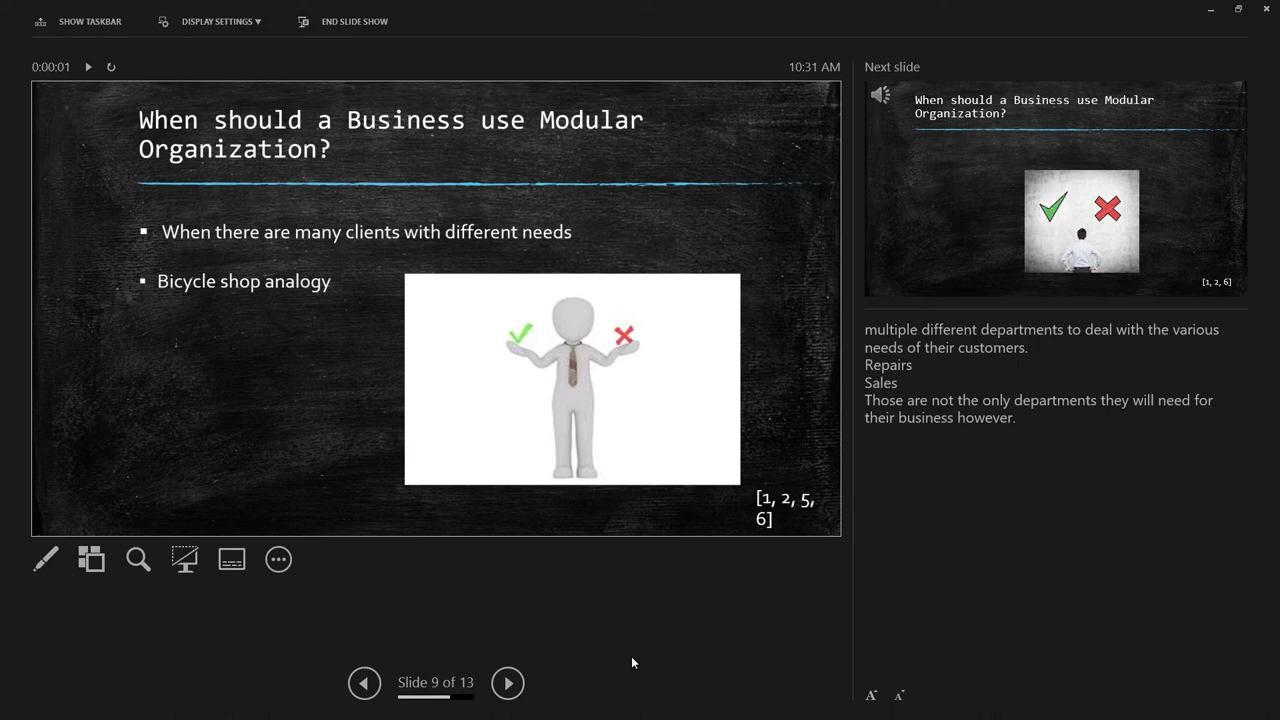 SHOW TASKBAR
DISPLAY SETTINGS ▼
END SLIDE SHOW
0:00:01
10:31 AM
When should a Business use Modular
Organization?
▪ When there are many clients with different needs
▪ Bicycle shop analogy
[1, 2, 5,
6]
Slide 9 of 13
Next slide
When should a Business use Modular
Organization?
[1, 2, 6]
multiple different departments to deal with the various
needs of their customers.
Repairs
Sales
Those are not the only departments they will need for
their business however.
A A